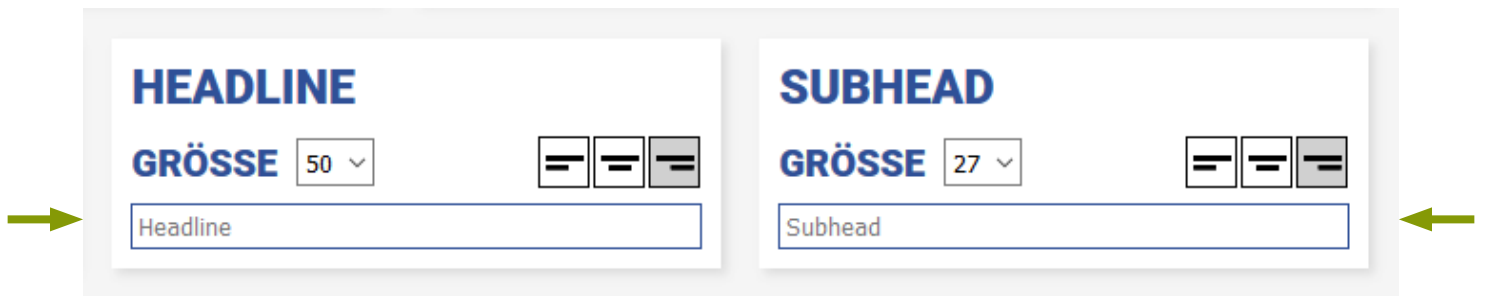 HEADLINE
GRÖSSE 50
Headline
SUBHEAD
GRÖSSE 27
Subhead